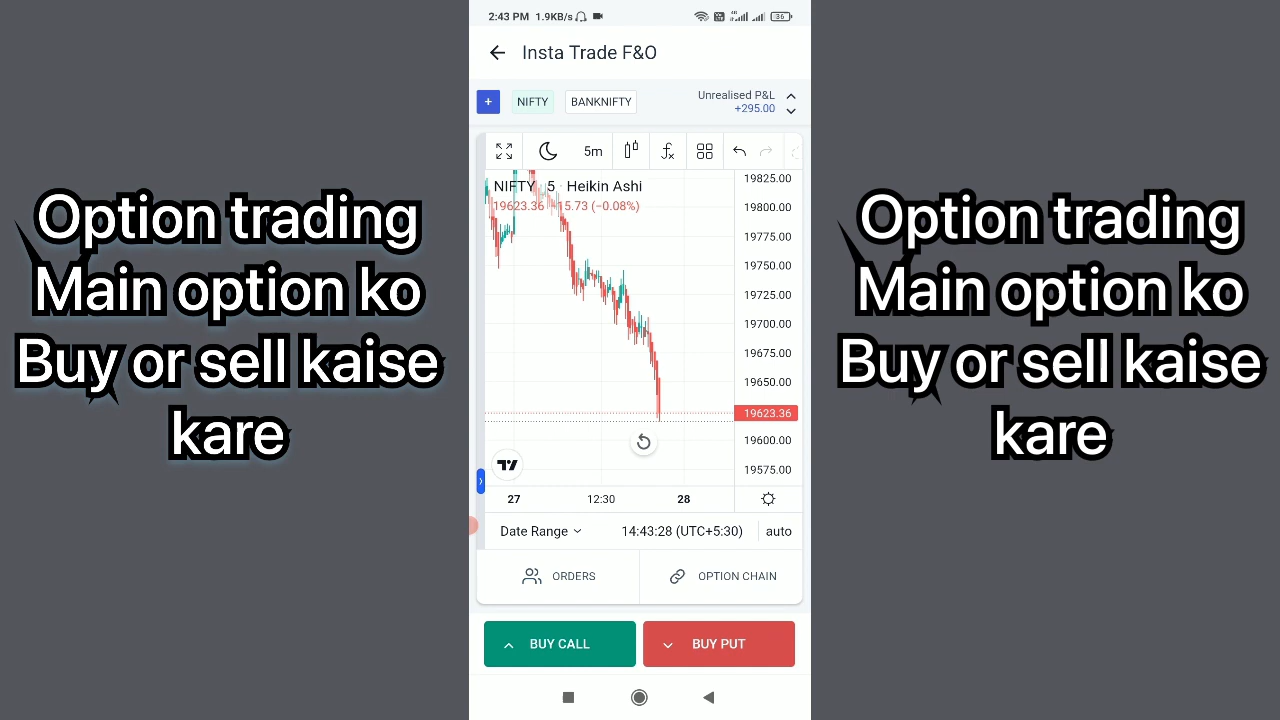 Option trading
Main option ko
Buy or sell kaise
kare
2:43 PM 1.9KB/s
36
Insta Trade F&O
+ NIFTY BANKNIFTY
Unrealised P&L
+295.00
5m
NIFTY 5 Heikin Ashi
19623.36 −15.73 (−0.08%)
19825.00
19800.00
19775.00
19750.00
19725.00
19700.00
19675.00
19650.00
19623.36
19600.00
19575.00
27 12:30 28
Date Range 14:43:28 (UTC+5:30) auto
ORDERS OPTION CHAIN
BUY CALL BUY PUT
Option trading
Main option ko
Buy or sell kaise
kare